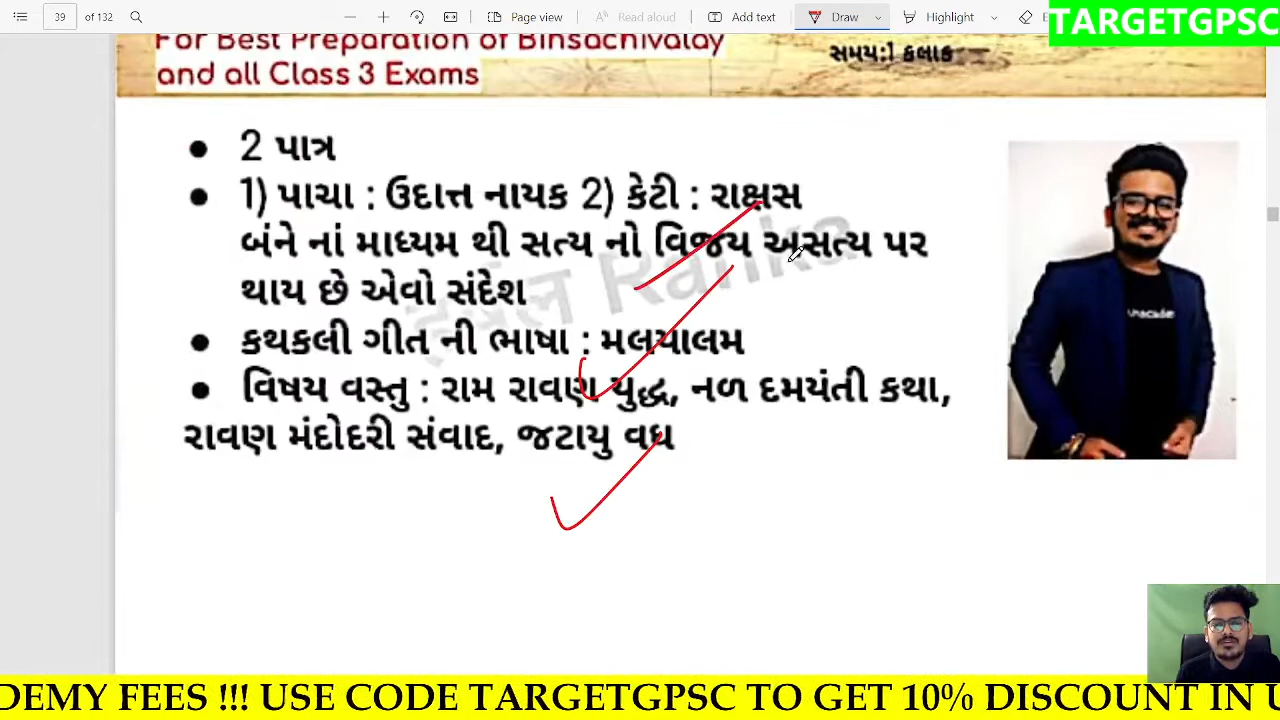 39 of 132 Page view Read aloud Add text Draw Highlight
TARGETGPSC
For Best Preparation of Binsachivalay
and all Class 3 Exams
સમય:1 કલાક
● 2 પાત્ર
● 1) પાચા : ઉદાત્ત નાયક 2) કેટી : રાક્ષસ
બંને નાં માધ્યમ થી સત્ય નો વિજય અસત્ય પર
થાય છે એવો સંદેશ
● કથકલી ગીત ની ભાષા : મલયાલમ
● વિષય વસ્તુ : રામ રાવણ યુદ્ધ, નળ દમયંતી કથા,
રાવણ મંદોદરી સંવાદ, જટાયુ વધ
Ranka
DEMY FEES !!! USE CODE TARGETGPSC TO GET 10% DISCOUNT IN U